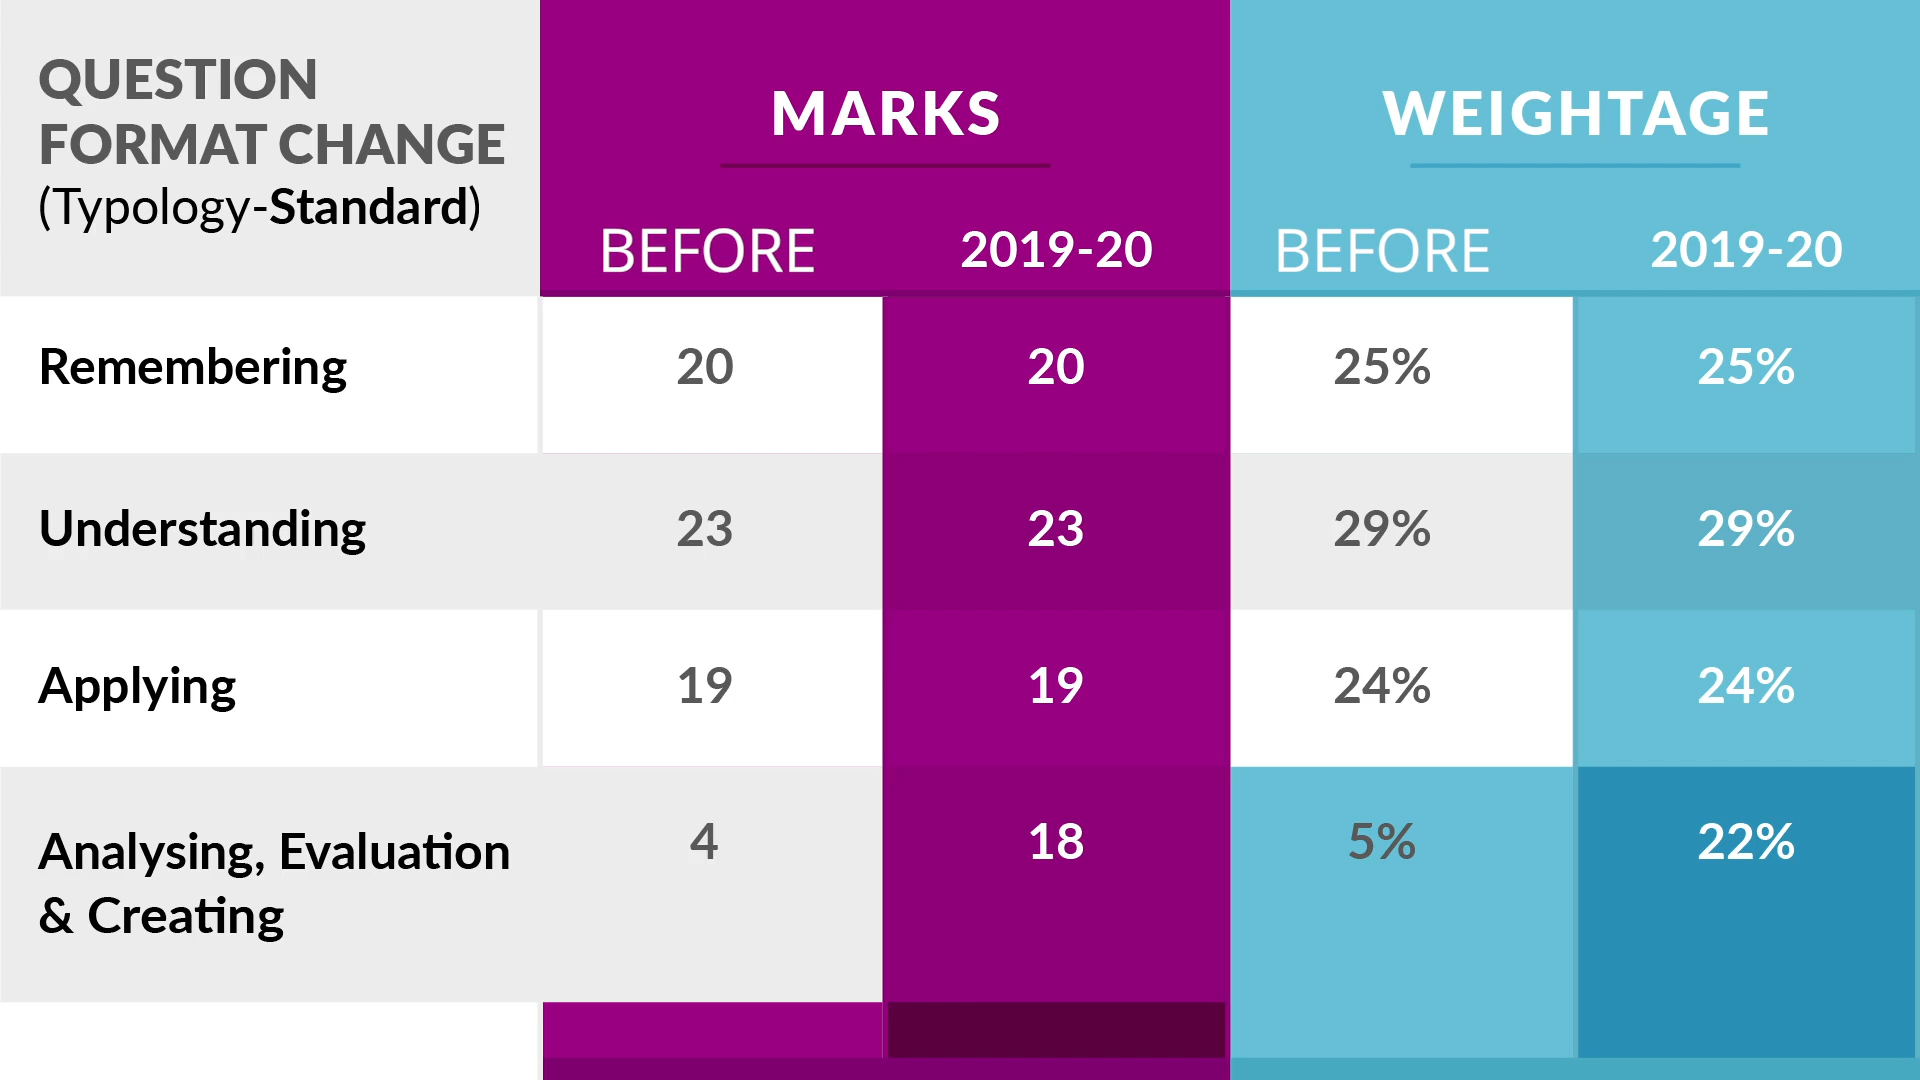 QUESTION
FORMAT CHANGE
(Typology-Standard)
MARKS
WEIGHTAGE
BEFORE 2019-20 BEFORE 2019-20
Remembering 20 20 25% 25%
Understanding 23 23 29% 29%
Applying 19 19 24% 24%
Analysing, Evaluation
& Creating
4 18 5% 22%